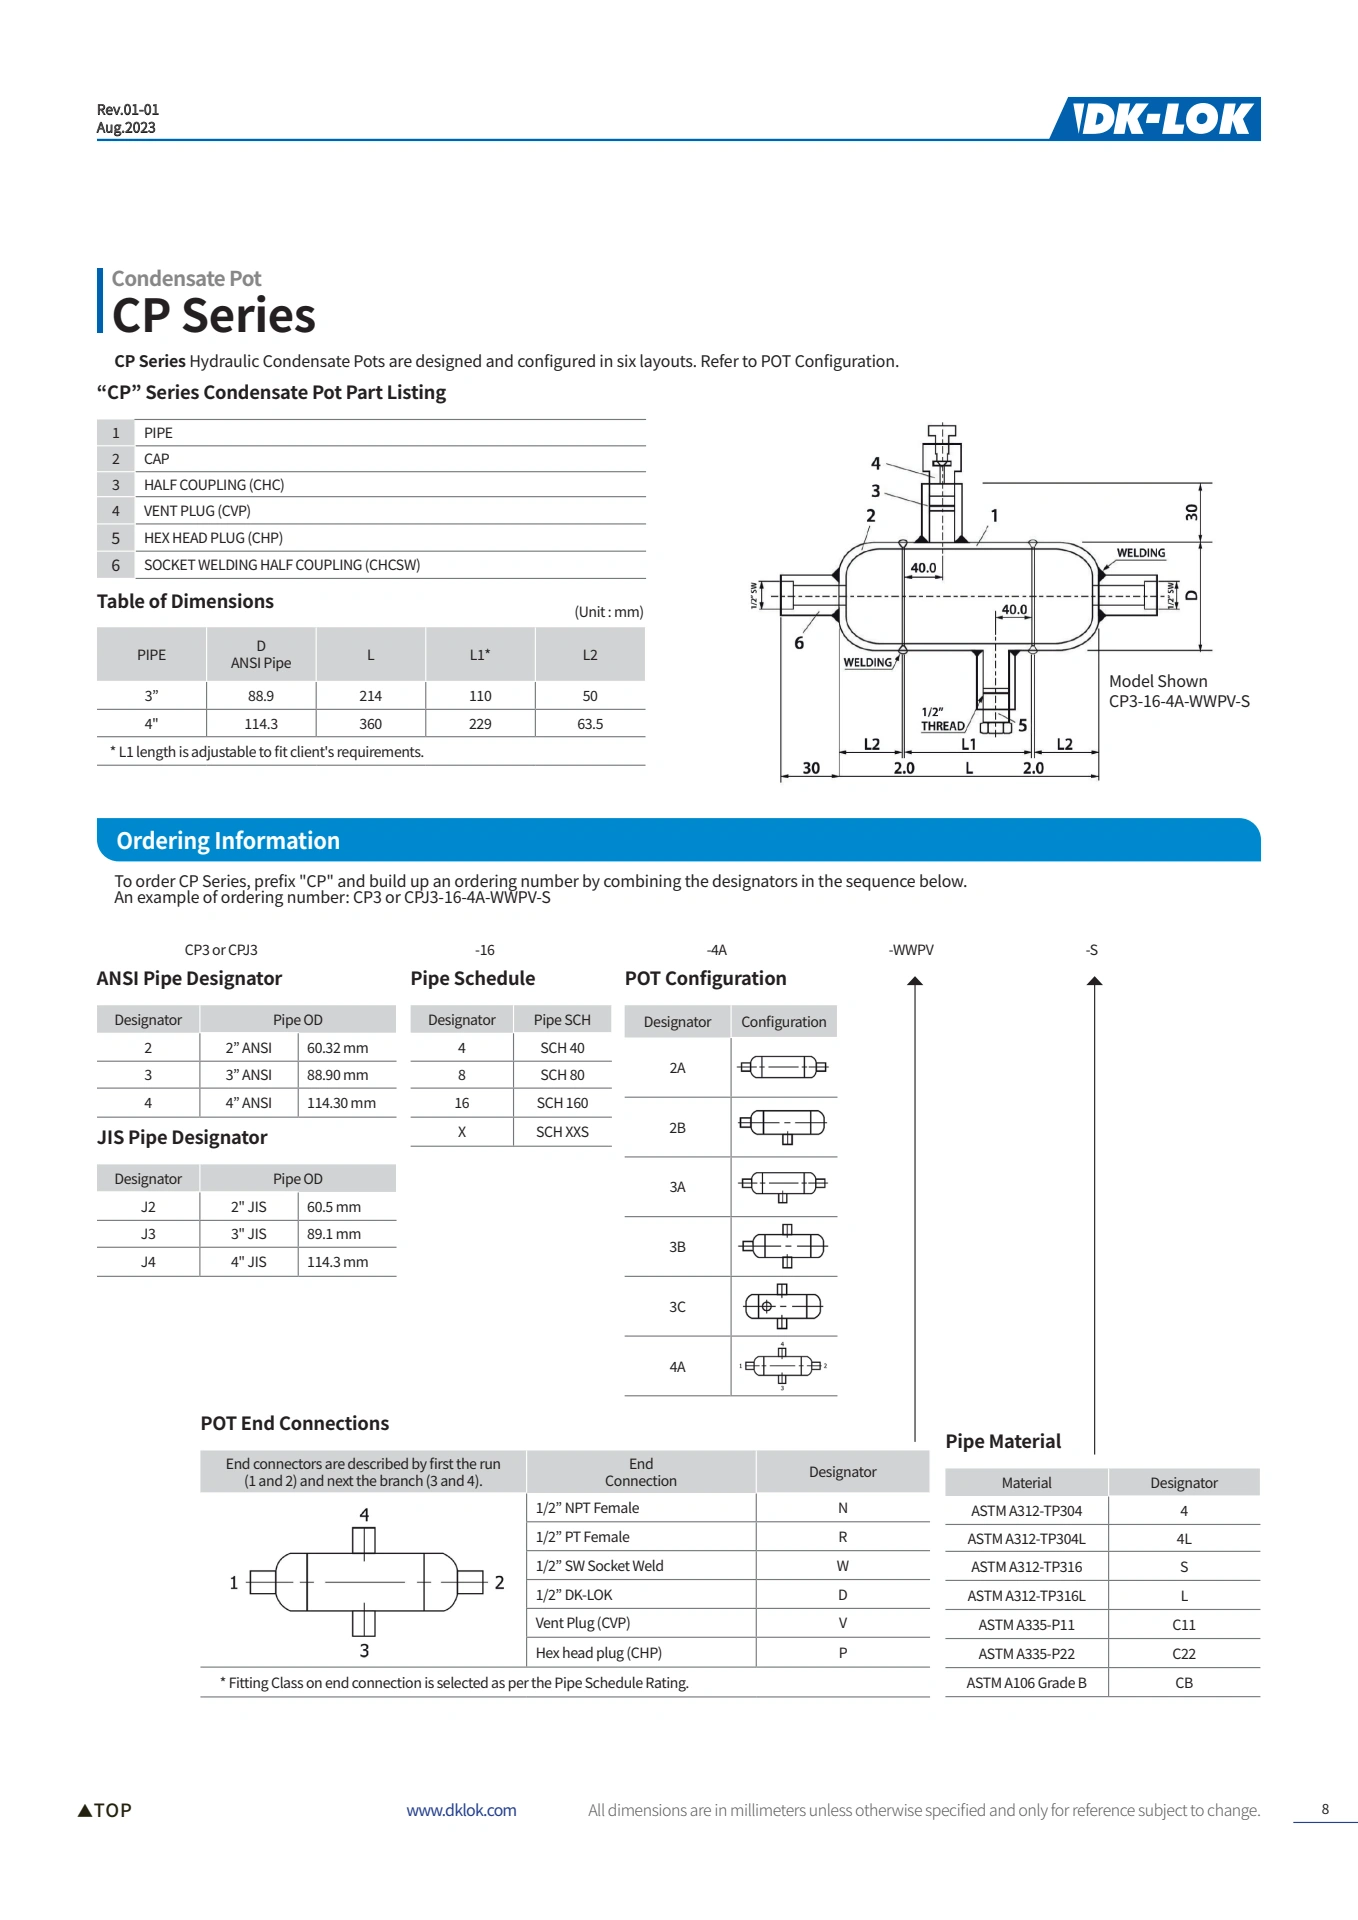 Rev.01-01
Aug.2023
DK-LOK
Condensate Pot
CP Series
CP Series Hydraulic Condensate Pots are designed and configured in six layouts. Refer to POT Configuration.
“CP” Series Condensate Pot Part Listing
1 PIPE
2 CAP
3 HALF COUPLING (CHC)
4 VENT PLUG (CVP)
5 HEX HEAD PLUG (CHP)
6 SOCKET WELDING HALF COUPLING (CHCSW)
Table of Dimensions
(Unit : mm)
PIPE D ANSI Pipe L L1* L2
3” 88.9 214 110 50
4" 114.3 360 229 63.5
* L1 length is adjustable to fit client's requirements.
4
3
2
1
30
WELDING
40.0
1/2" SW
1/2" SW
D
40.0
6
WELDING
Model Shown
CP3-16-4A-WWPV-S
1/2”
THREAD
5
L2 L1 L2
30 2.0 L 2.0
Ordering Information
To order CP Series, prefix "CP" and build up an ordering number by combining the designators in the sequence below.
An example of ordering number: CP3 or CPJ3-16-4A-WWPV-S
CP3 or CPJ3 -16 -4A -WWPV -S
ANSI Pipe Designator
Designator Pipe OD
2 2” ANSI 60.32 mm
3 3” ANSI 88.90 mm
4 4” ANSI 114.30 mm
JIS Pipe Designator
Designator Pipe OD
J2 2" JIS 60.5 mm
J3 3" JIS 89.1 mm
J4 4" JIS 114.3 mm
Pipe Schedule
Designator Pipe SCH
4 SCH 40
8 SCH 80
16 SCH 160
X SCH XXS
POT Configuration
Designator Configuration
2A
2B
3A
3B
3C
4A
4
1 2
3
POT End Connections
End connectors are described by first the run
(1 and 2) and next the branch (3 and 4).
4
1 2
3
End
Connection
Designator
1/2” NPT Female N
1/2” PT Female R
1/2” SW Socket Weld W
1/2” DK-LOK D
Vent Plug (CVP) V
Hex head plug (CHP) P
* Fitting Class on end connection is selected as per the Pipe Schedule Rating.
Pipe Material
Material Designator
ASTM A312-TP304 4
ASTM A312-TP304L 4L
ASTM A312-TP316 S
ASTM A312-TP316L L
ASTM A335-P11 C11
ASTM A335-P22 C22
ASTM A106 Grade B CB
▲TOP
www.dklok.com
All dimensions are in millimeters unless otherwise specified and only for reference subject to change.
8